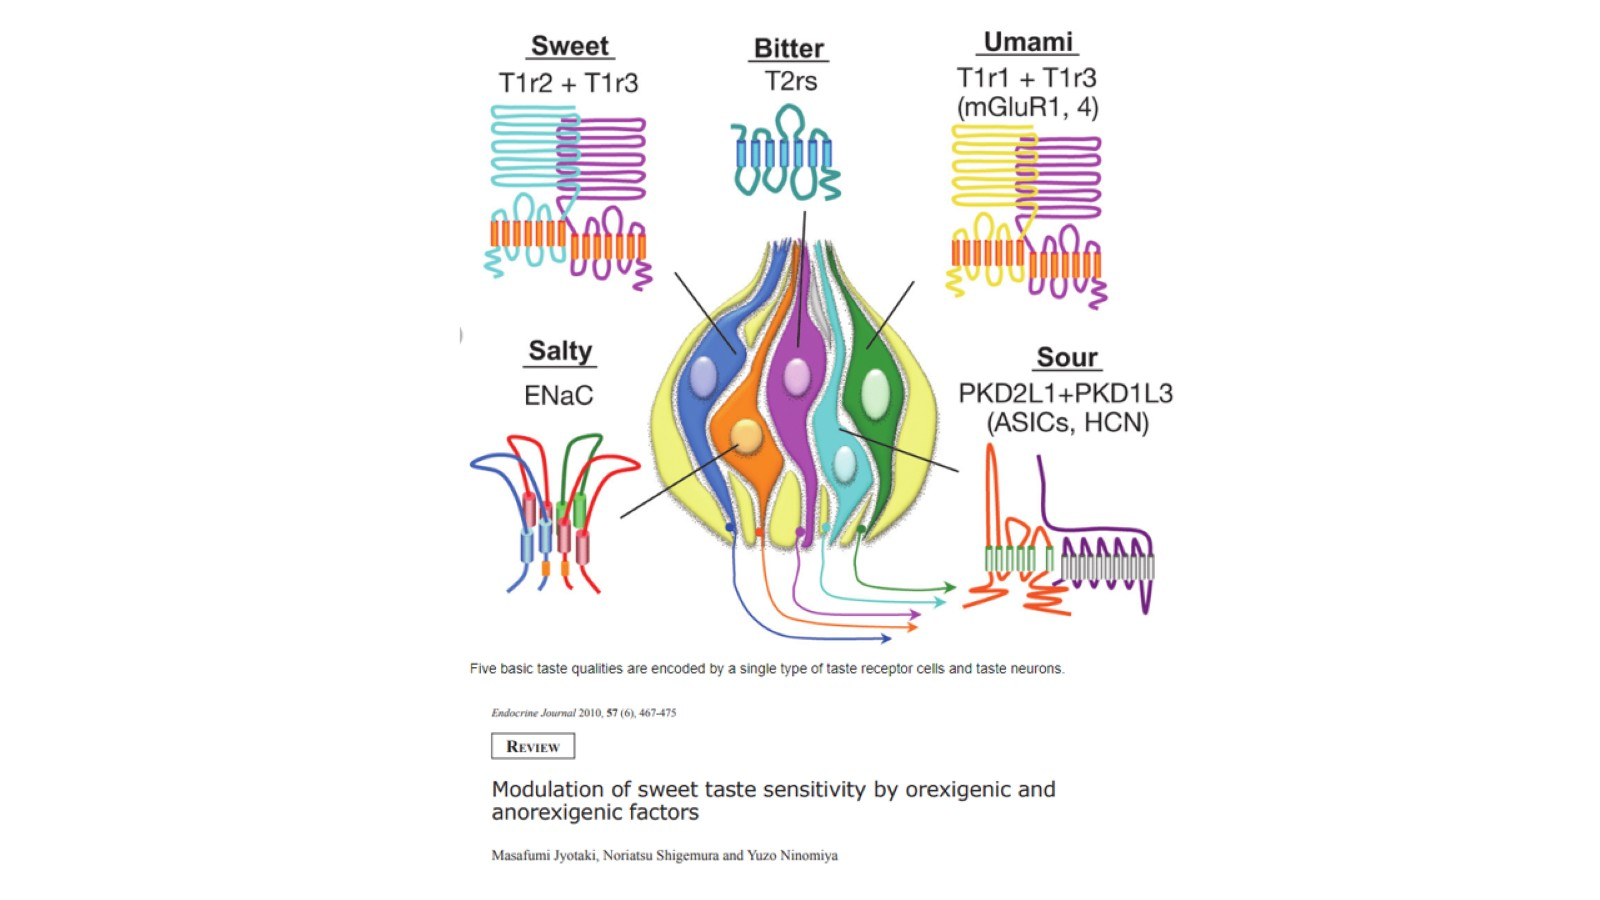 Sweet
T1r2 + T1r3
Bitter
T2rs
Umami
T1r1 + T1r3
(mGluR1, 4)
Salty
ENaC
Sour
PKD2L1+PKD1L3
(ASICs, HCN)
Five basic taste qualities are encoded by a single type of taste receptor cells and taste neurons.
Endocrine Journal 2010, 57 (6), 467-475
REVIEW
Modulation of sweet taste sensitivity by orexigenic and
anorexigenic factors
Masafumi Jyotaki, Noriatsu Shigemura and Yuzo Ninomiya